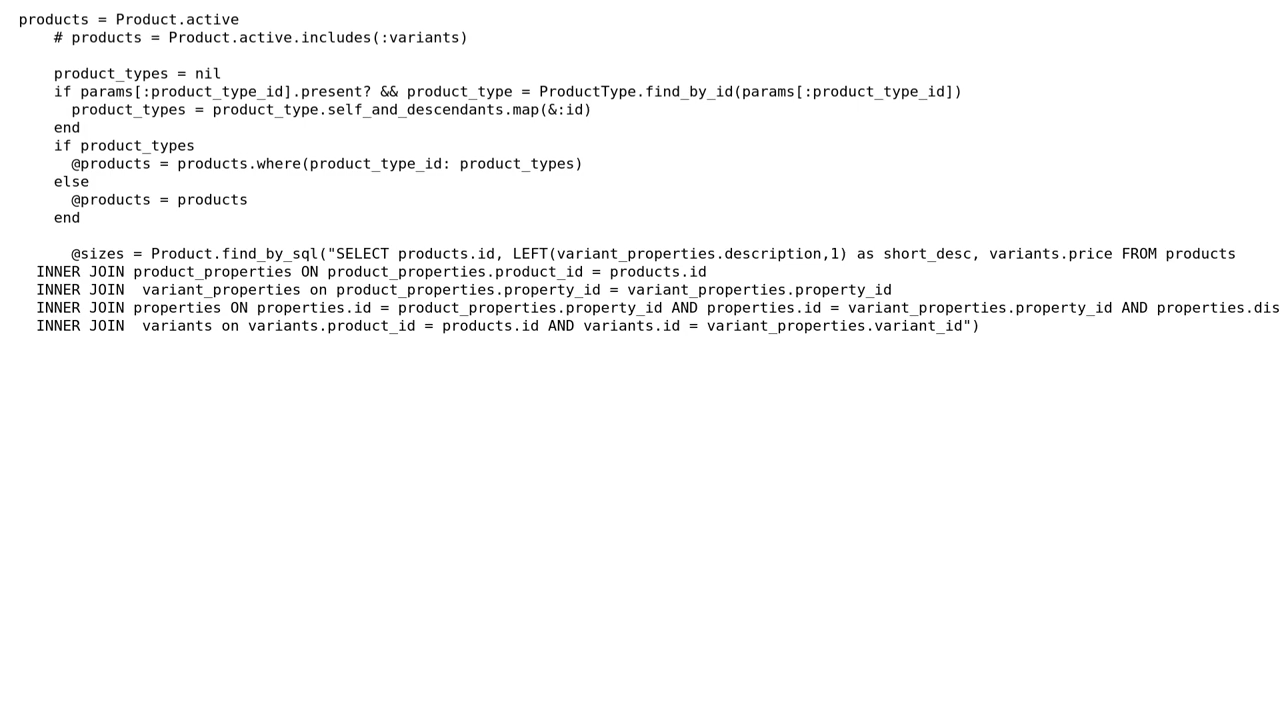 products = Product.active
    # products = Product.active.includes(:variants)

    product_types = nil
    if params[:product_type_id].present? && product_type = ProductType.find_by_id(params[:product_type_id])
      product_types = product_type.self_and_descendants.map(&:id)
    end
    if product_types
      @products = products.where(product_type_id: product_types)
    else
      @products = products
    end

      @sizes = Product.find_by_sql("SELECT products.id, LEFT(variant_properties.description,1) as short_desc, variants.price FROM products
  INNER JOIN product_properties ON product_properties.product_id = products.id
  INNER JOIN  variant_properties on product_properties.property_id = variant_properties.property_id
  INNER JOIN properties ON properties.id = product_properties.property_id AND properties.id = variant_properties.property_id AND properties.dis
  INNER JOIN  variants on variants.product_id = products.id AND variants.id = variant_properties.variant_id")